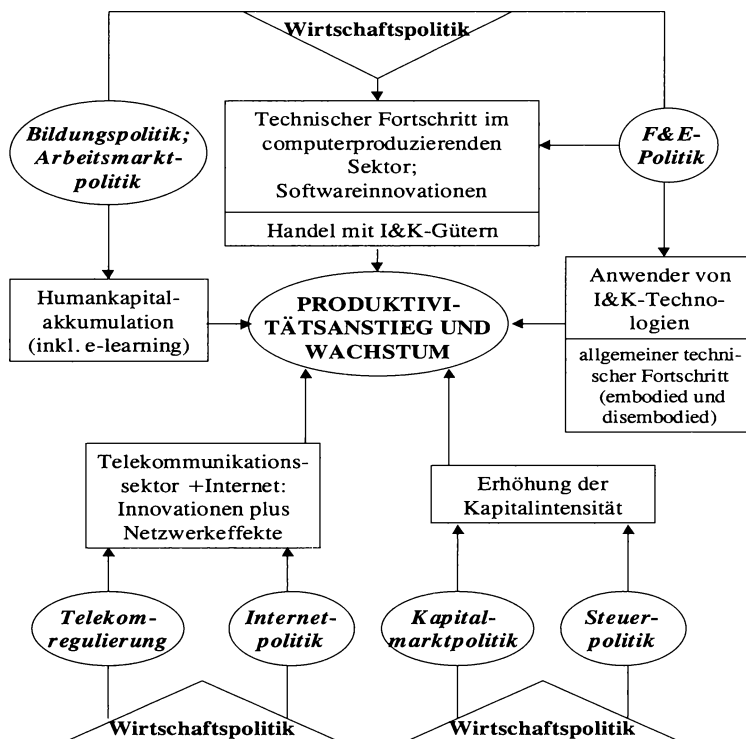 Wirtschaftspolitik
Bildungspolitik;
Arbeitsmarkt-
politik
Technischer Fortschritt im
computerproduzierenden
Sektor;
Softwareinnovationen
Handel mit I&K-Gütern
F&E-
Politik
Humankapital-
akkumulation
(inkl. e-learning)
PRODUKTIVI-
TÄTSANSTIEG UND
WACHSTUM
Anwender von
I&K-Techno-
logien
allgemeiner techni-
scher Fortschritt
(embodied und
disembodied)
Telekommunikations-
sektor +Internet:
Innovationen plus
Netzwerkeffekte
Erhöhung der
Kapitalintensität
Telekom-
regulierung
Internet-
politik
Kapital-
marktpolitik
Steuer-
politik
Wirtschaftspolitik
Wirtschaftspolitik